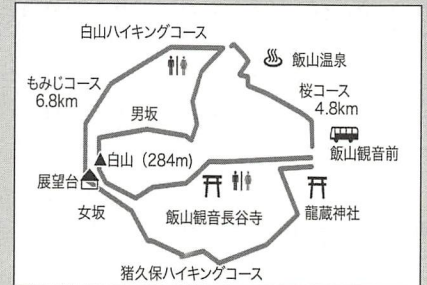 白山ハイキングコース
飯山温泉
もみじコース
6.8km
桜コース
4.8km
男坂
飯山観音前
白山（284m）
展望台
女坂
飯山観音長谷寺
龍蔵神社
猪久保ハイキングコース